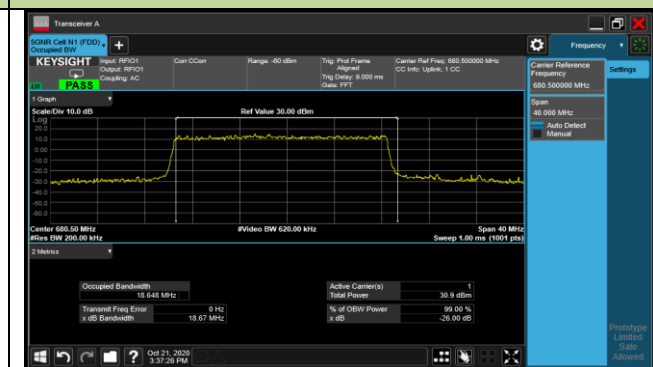 Transceiver A
5GNR Cell N1 (FDD)
Occupied BW
Frequency
KEYSIGHT
PASS
Input: RFIO1
Output: RFIO1
Coupling: AC
Corr CCorr
Range: -60 dBm
Trig: Prot Frame
Aligned
Trig Delay: 9.000 ms
Gate: FFT
Carrier Ref Freq: 680.500000 MHz
CC Info: Uplink, 1 CC
Carrier Reference
Frequency
680.500000 MHz
Settings
Span
40.000 MHz
Auto Detect
Manual
1 Graph
Scale/Div 10.0 dB
Ref Value 30.00 dBm
Log
20.0
10.0
0.00
-10.0
-20.0
-30.0
-40.0
-50.0
-60.0
Center 680.50 MHz
#Video BW 620.00 kHz
Span 40 MHz
#Res BW 200.00 kHz
Sweep 1.00 ms (1001 pts)
2 Metrics
Occupied Bandwidth
18.648 MHz
Active Carrier(s) 1
Total Power 30.9 dBm
Transmit Freq Error 0 Hz
x dB Bandwidth 18.67 MHz
% of OBW Power 99.00 %
x dB -26.00 dB
Prototype
Limited
Sale
Allowed
Oct 21, 2020
3:37:26 PM